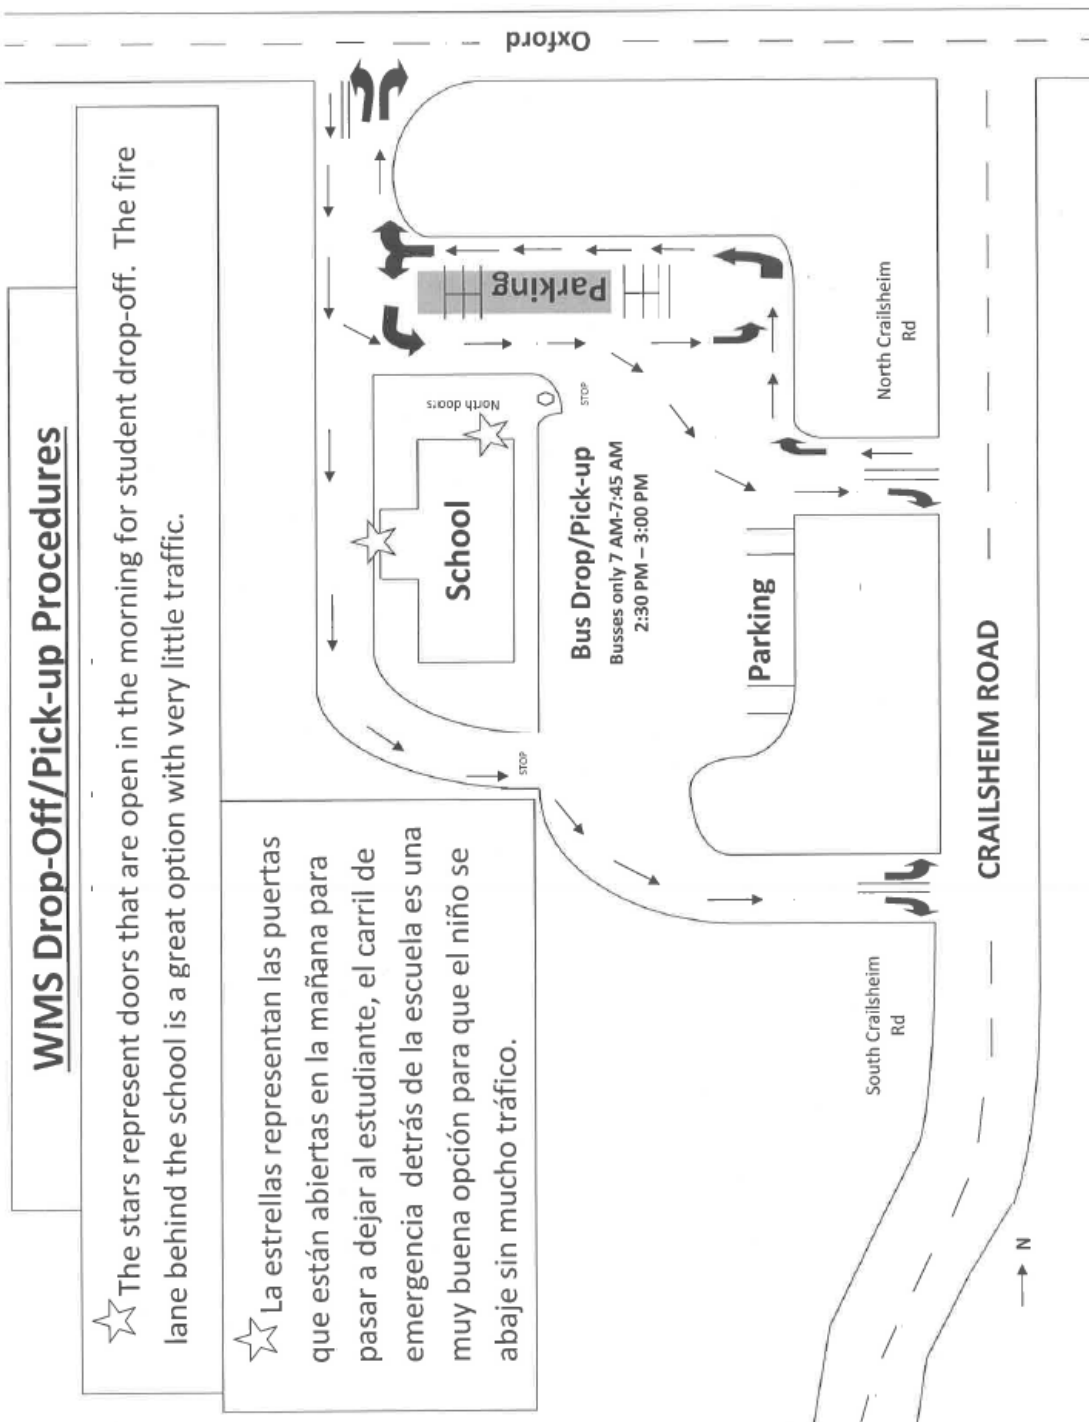 WMS Drop-Off/Pick-up Procedures
The stars represent doors that are open in the morning for student drop-off. The fire
lane behind the school is a great option with very little traffic.
La estrellas representan las puertas
que están abiertas en la mañana para
pasar a dejar al estudiante, el carril de
emergencia detrás de la escuela es una
muy buena opción para que el niño se
abaje sin mucho tráfico.
Oxford
Parking
North doors
School
STOP
STOP
Bus Drop/Pick-up
Busses only 7 AM-7:45 AM
2:30 PM – 3:00 PM
Parking
North Crailsheim
Rd
South Crailsheim
Rd
CRAILSHEIM ROAD
N